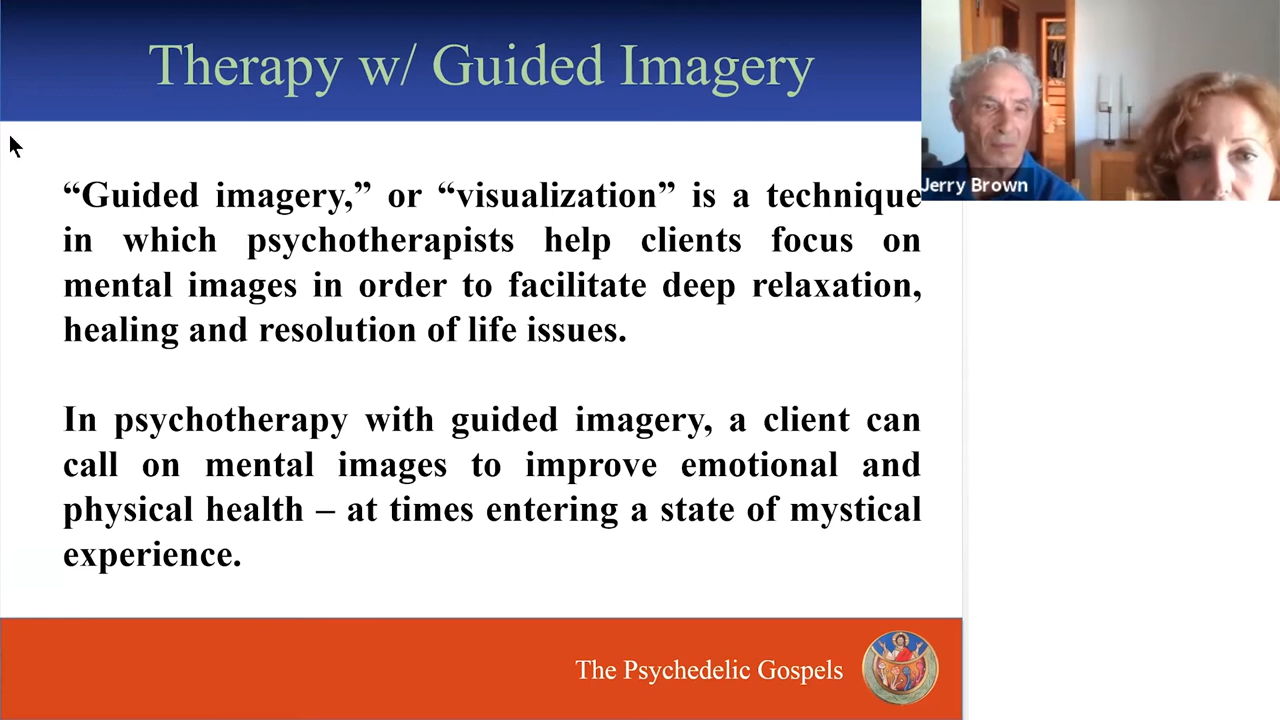 Therapy w/ Guided Imagery
Jerry Brown
“Guided imagery,” or “visualization” is a technique
in which psychotherapists help clients focus on
mental images in order to facilitate deep relaxation,
healing and resolution of life issues.
In psychotherapy with guided imagery, a client can
call on mental images to improve emotional and
physical health – at times entering a state of mystical
experience.
The Psychedelic Gospels